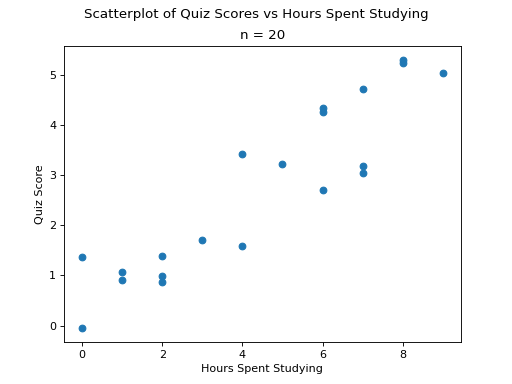 Scatterplot of Quiz Scores vs Hours Spent Studying
n = 20
5
4
3
2
1
0
Quiz Score
0 2 4 6 8
Hours Spent Studying